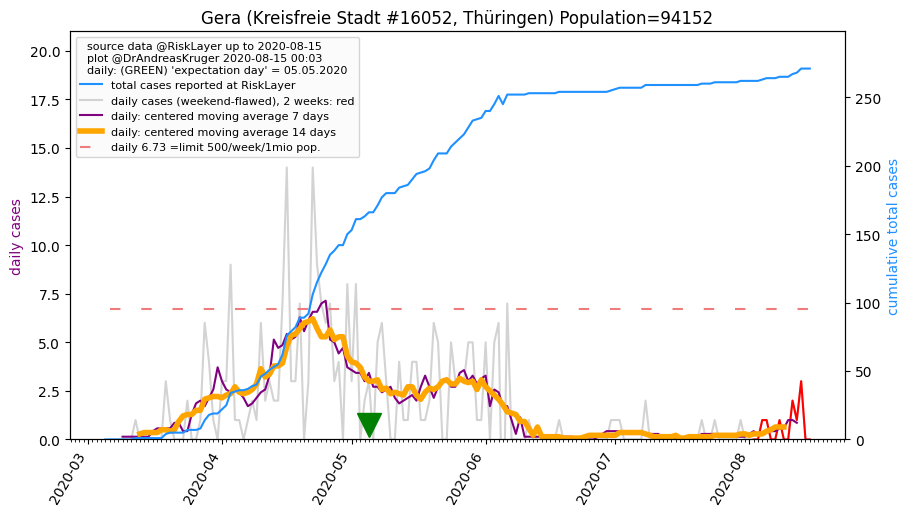 Gera (Kreisfreie Stadt #16052, Thüringen) Population=94152
source data @RiskLayer up to 2020-08-15
plot @DrAndreasKruger 2020-08-15 00:03
daily: (GREEN) 'expectation day' = 05.05.2020
total cases reported at RiskLayer
daily cases (weekend-flawed), 2 weeks: red
daily: centered moving average 7 days
daily: centered moving average 14 days
daily 6.73 =limit 500/week/1mio pop.
daily cases
20.0
17.5
15.0
12.5
10.0
7.5
5.0
2.5
0.0
cumulative total cases
250
200
150
100
50
0
2020-03
2020-04
2020-05
2020-06
2020-07
2020-08